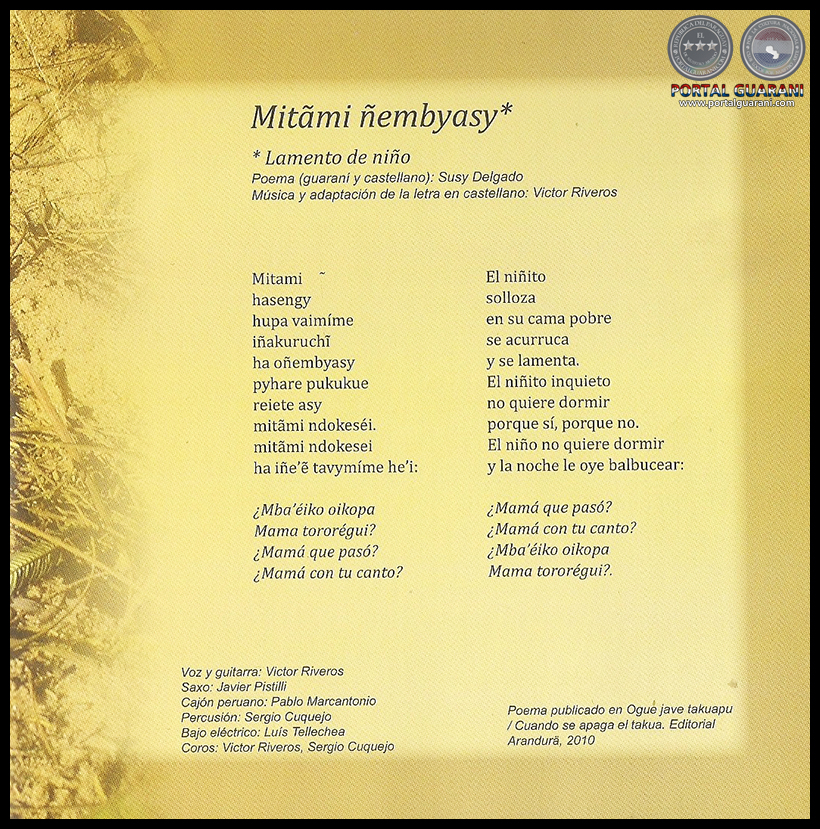 PORTAL GUARANI
www.portalguarani.com
Mitãmi ñembyasy*
* Lamento de niño
Poema (guaraní y castellano): Susy Delgado
Música y adaptación de la letra en castellano: Victor Riveros
Mitami ˜
hasengy
hupa vaimíme
iñakuruchĩ
ha oñembyasy
pyhare pukukue
reiete asy
mitãmi ndokeséi.
mitãmi ndokesei
ha iñe’ẽ tavymíme he’i:
¿Mba’éiko oikopa
Mama tororégui?
¿Mamá que pasó?
¿Mamá con tu canto?
El niñito
solloza
en su cama pobre
se acurruca
y se lamenta.
El niñito inquieto
no quiere dormir
porque sí, porque no.
El niño no quiere dormir
y la noche le oye balbucear:
¿Mamá que pasó?
¿Mamá con tu canto?
¿Mba’éiko oikopa
Mama tororégui?.
Voz y guitarra: Victor Riveros
Saxo: Javier Pistilli
Cajón peruano: Pablo Marcantonio
Percusión: Sergio Cuquejo
Bajo eléctrico: Luís Tellechea
Coros: Victor Riveros, Sergio Cuquejo
Poema publicado en Ogue jave takuapu
/ Cuando se apaga el takua. Editorial
Arandurã, 2010